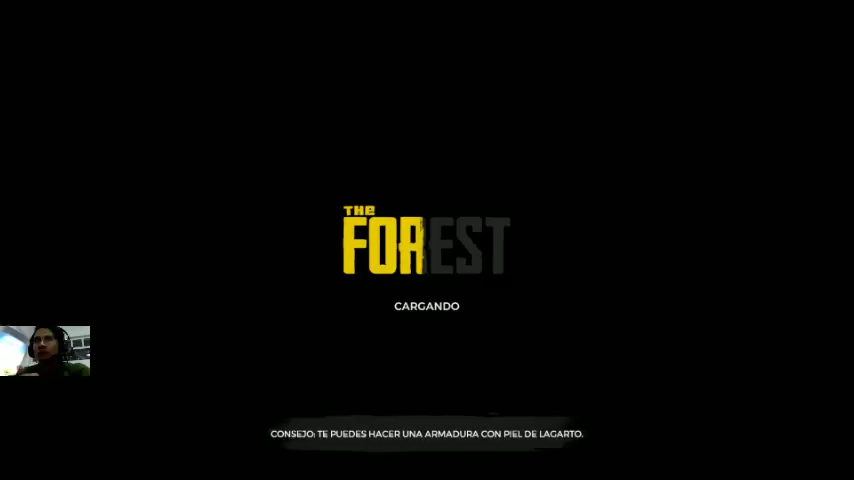 THE
FOREST
CARGANDO
CONSEJO: TE PUEDES HACER UNA ARMADURA CON PIEL DE LAGARTO.